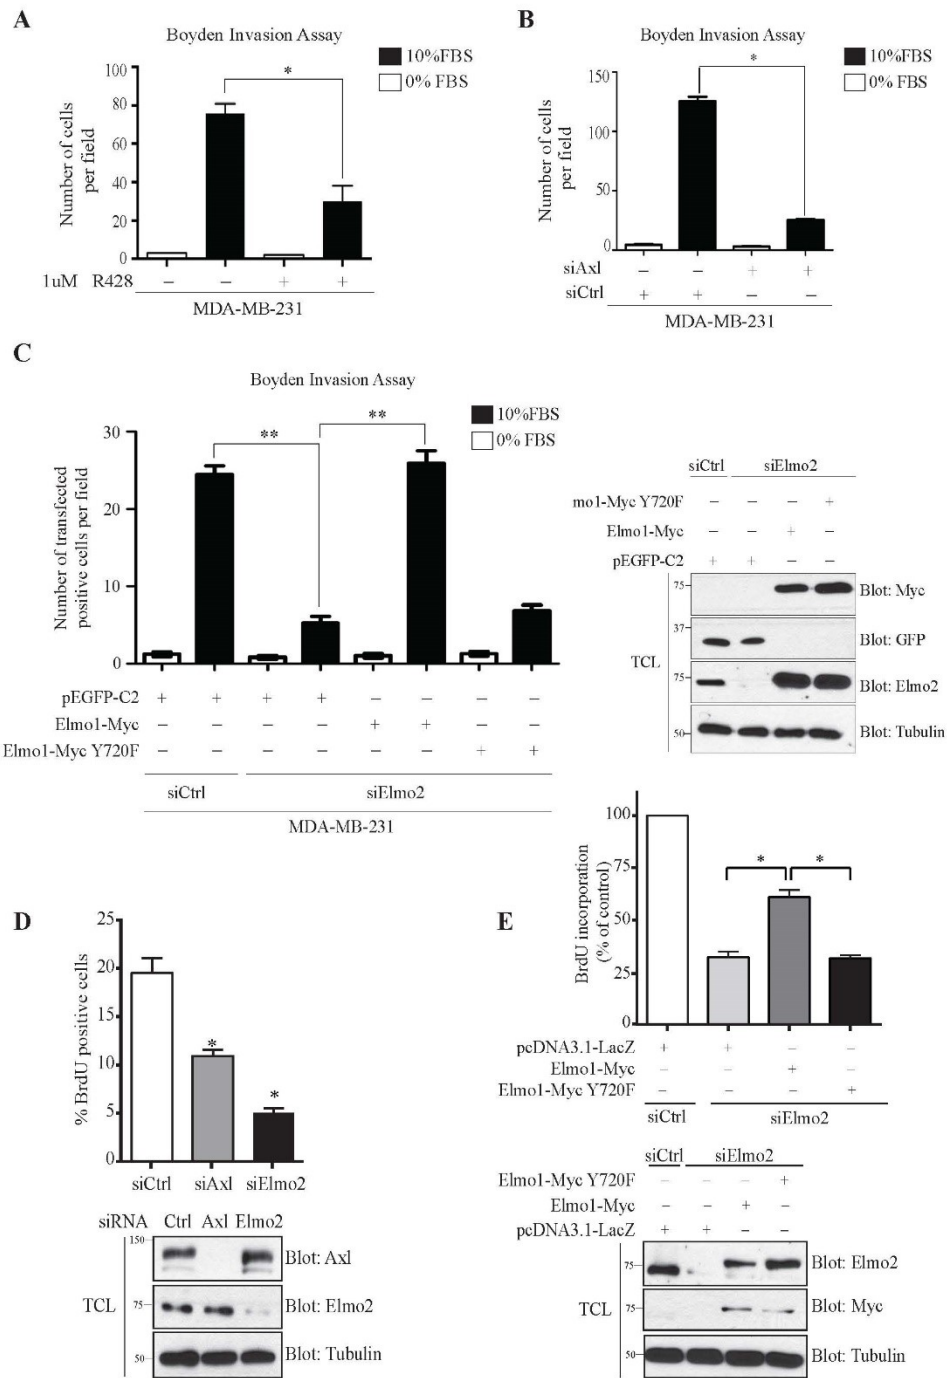 A
Boyden Invasion Assay
10%FBS
0% FBS
Number of cells
per field
100
80
60
40
20
0
1uM R428 – – + +
MDA-MB-231
B
Boyden Invasion Assay
10%FBS
0% FBS
Number of cells
per field
150
100
50
0
*
siAxl – – + +
siCtrl + + – –
MDA-MB-231
C
Boyden Invasion Assay
10%FBS
0% FBS
Number of transfected
positive cells per field
30
20
10
0
** **
pEGFP-C2 + + + + – – – –
Elmo1-Myc – – – – + + – –
Elmo1-Myc Y720F – – – – – – + +
siCtrl siElmo2
MDA-MB-231
siCtrl siElmo2
mo1-Myc Y720F – – – +
Elmo1-Myc – – + –
pEGFP-C2 + + – –
TCL
75 Blot: Myc
37 Blot: GFP
75 Blot: Elmo2
50 Blot: Tubulin
D
% BrdU positive cells
25
20
15
10
5
0
* *
siCtrl siAxl siElmo2
siRNA Ctrl Axl Elmo2
TCL
150 Blot: Axl
75 Blot: Elmo2
50 Blot: Tubulin
E
BrdU incorporation
(% of control)
100
75
50
25
0
* *
pcDNA3.1-LacZ + + – –
Elmo1-Myc – – + –
Elmo1-Myc Y720F – – – +
siCtrl siElmo2
siCtrl siElmo2
Elmo1-Myc Y720F – – – +
Elmo1-Myc – – + –
pcDNA3.1-LacZ + + – –
TCL
75 Blot: Elmo2
75 Blot: Myc
50 Blot: Tubulin